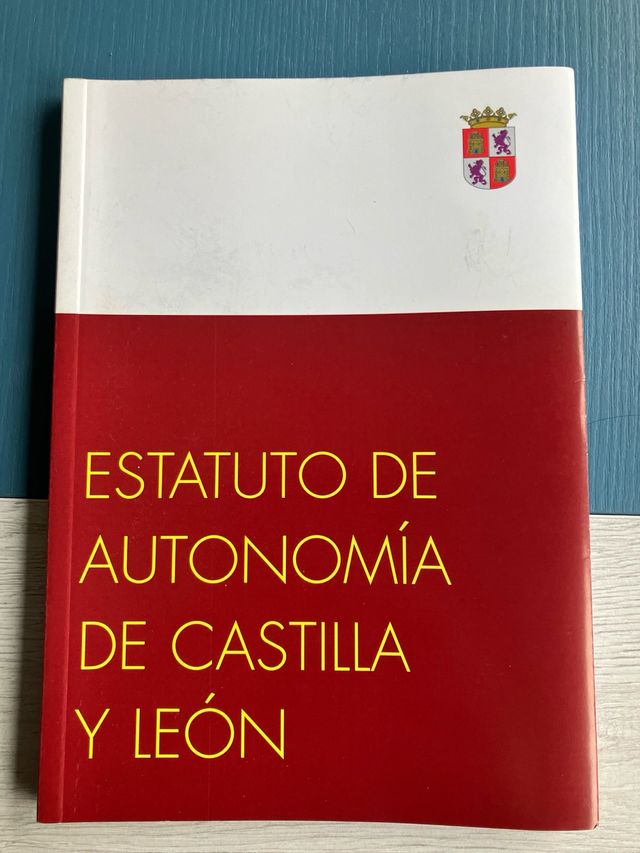 ESTATUTO DE
AUTONOMÍA
DE CASTILLA
Y LEÓN